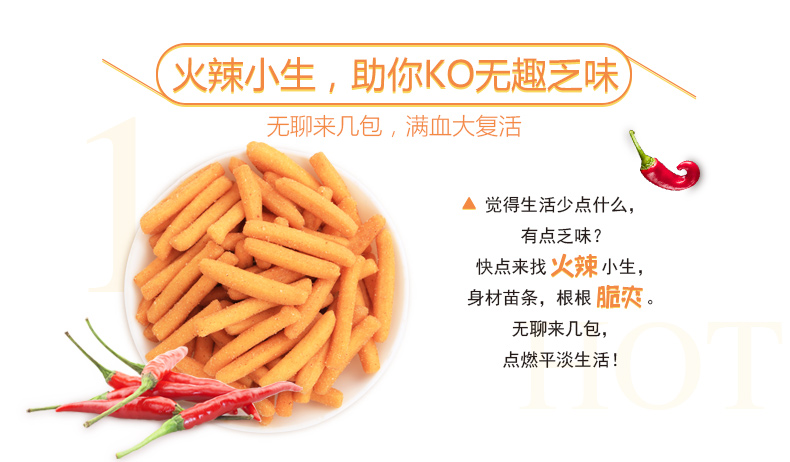 火辣小生，助你KO无趣乏味
无聊来几包，满血大复活
1
觉得生活少点什么，
有点乏味？
快点来找火辣小生，
身材苗条，根根脆爽。
无聊来几包，
点燃平淡生活！
HOT